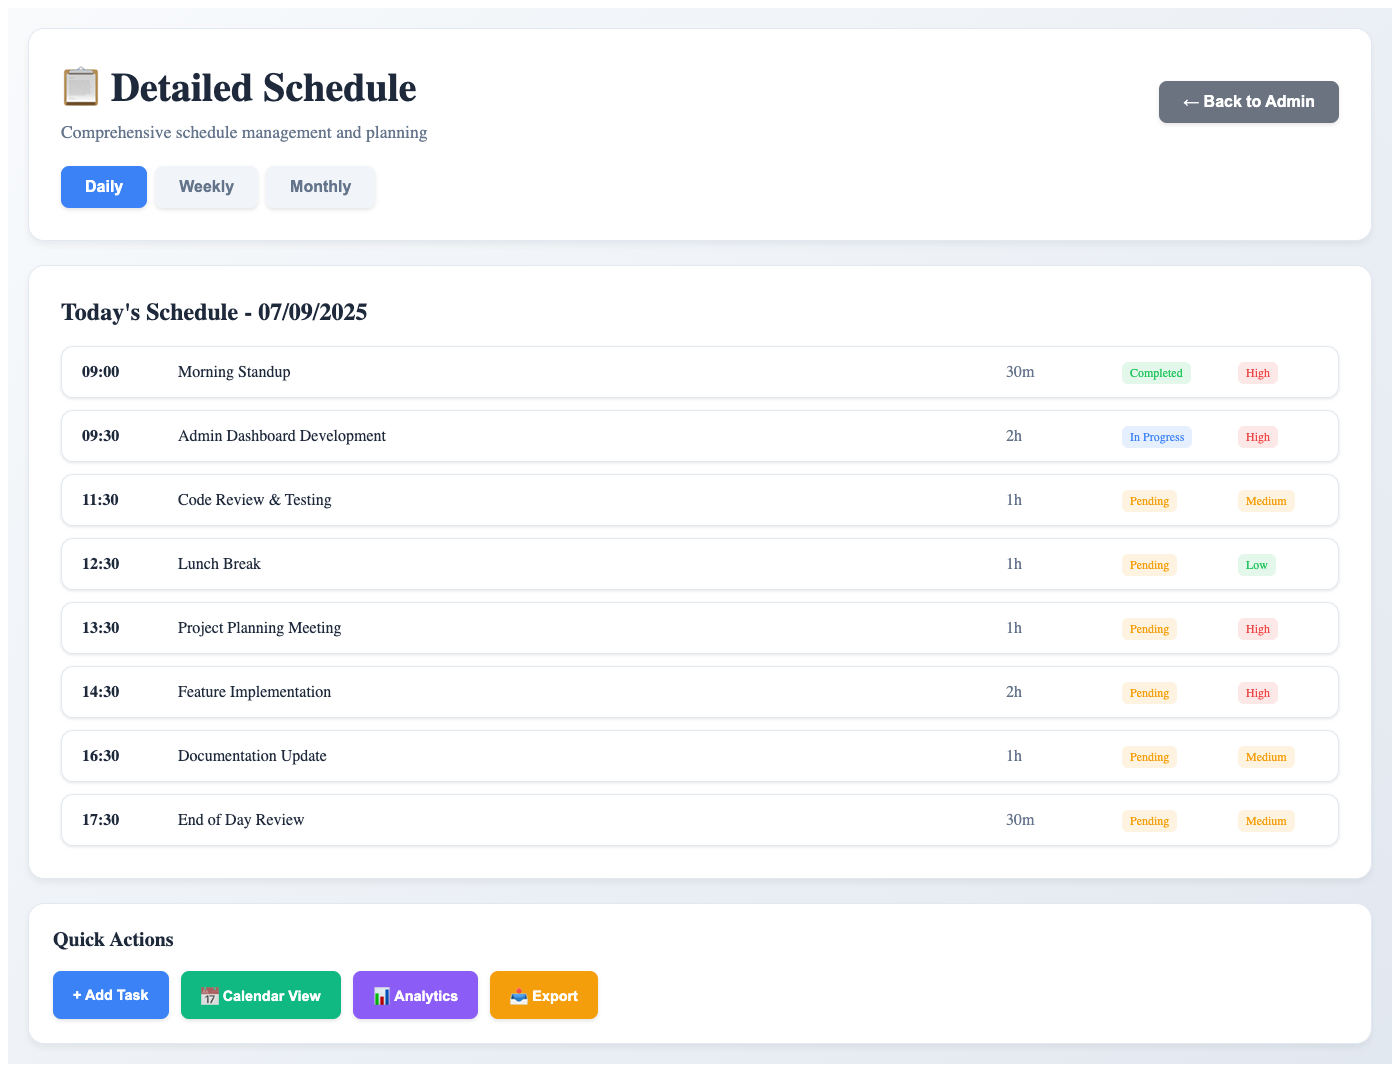 Detailed Schedule
← Back to Admin
Comprehensive schedule management and planning
Daily Weekly Monthly
Today's Schedule - 07/09/2025
09:00 Morning Standup 30m Completed High
09:30 Admin Dashboard Development 2h In Progress High
11:30 Code Review & Testing 1h Pending Medium
12:30 Lunch Break 1h Pending Low
13:30 Project Planning Meeting 1h Pending High
14:30 Feature Implementation 2h Pending High
16:30 Documentation Update 1h Pending Medium
17:30 End of Day Review 30m Pending Medium
Quick Actions
+ Add Task 📅 Calendar View 📊 Analytics 📤 Export